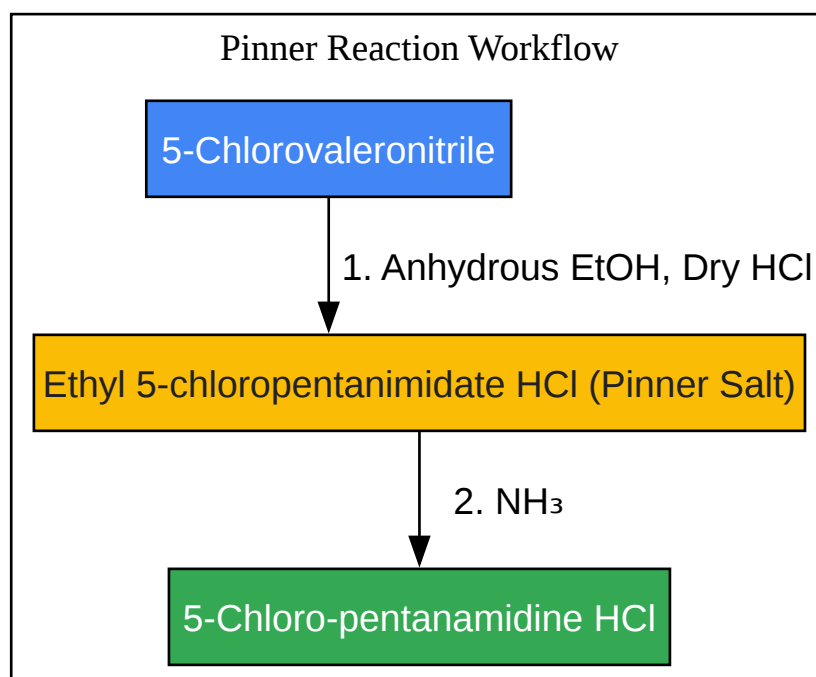 Pinner Reaction Workflow
5-Chlorovaleronitrile
1. Anhydrous EtOH, Dry HCl
Ethyl 5-chloropentanimidate HCl (Pinner Salt)
2. NH₃
5-Chloro-pentanamidine HCl